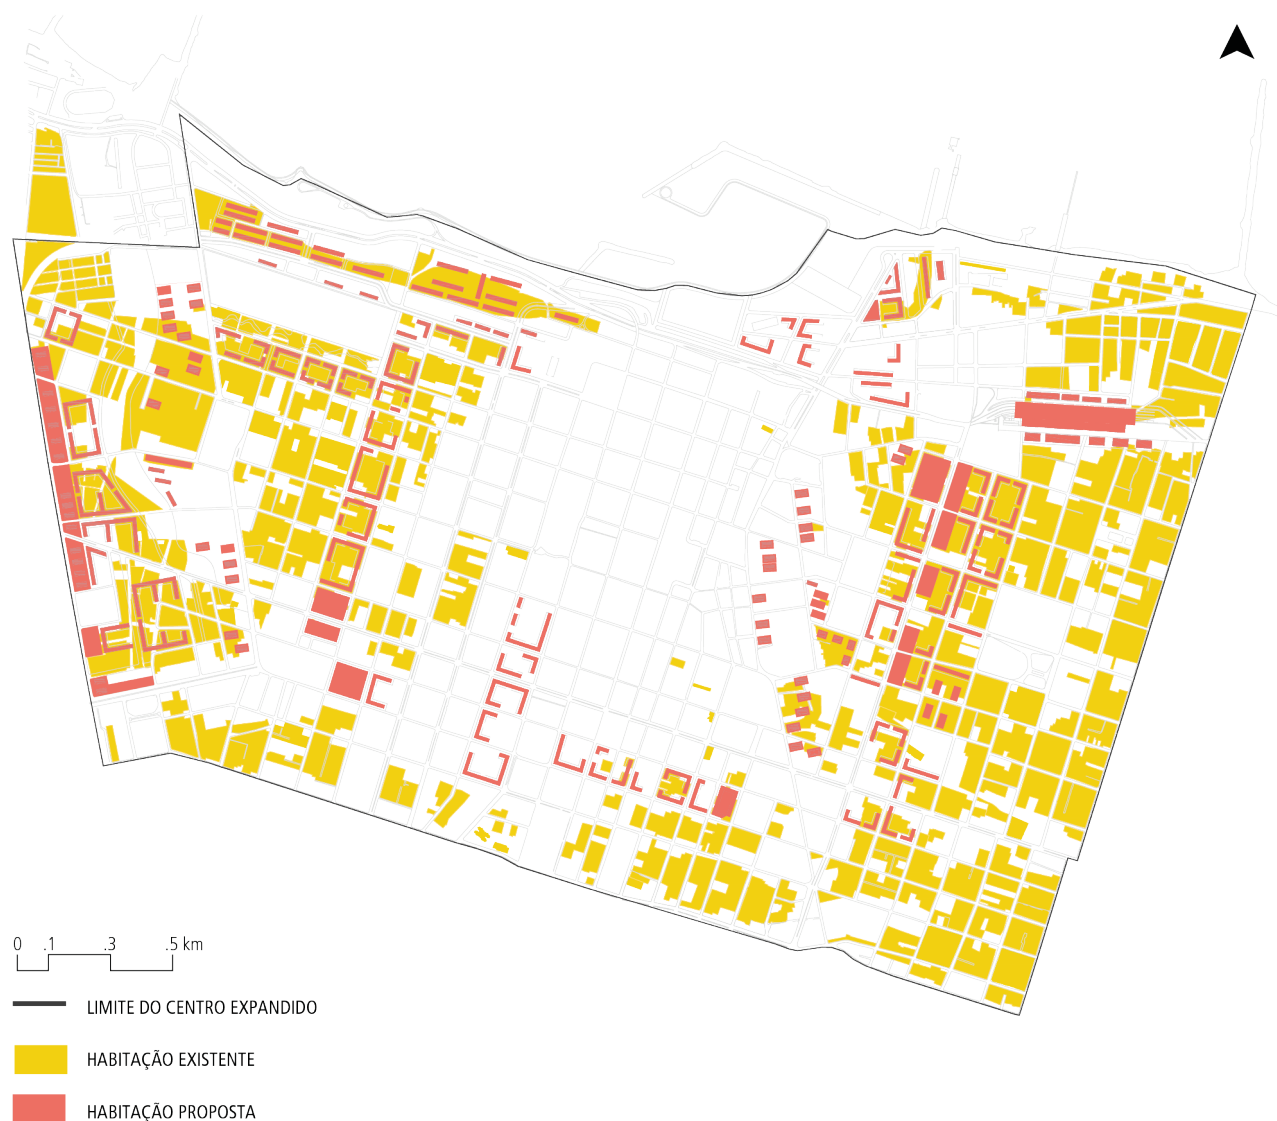 0 .1 .3 .5 km
LIMITE DO CENTRO EXPANDIDO
HABITAÇÃO EXISTENTE
HABITAÇÃO PROPOSTA